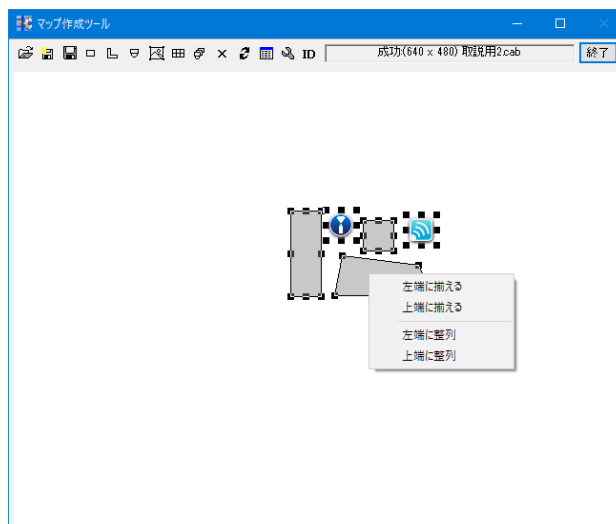 マップ作成ツール
ID
成功:(640 x 480) 取説用2.cab
終了
左端に揃える
上端に揃える
左端に整列
上端に整列